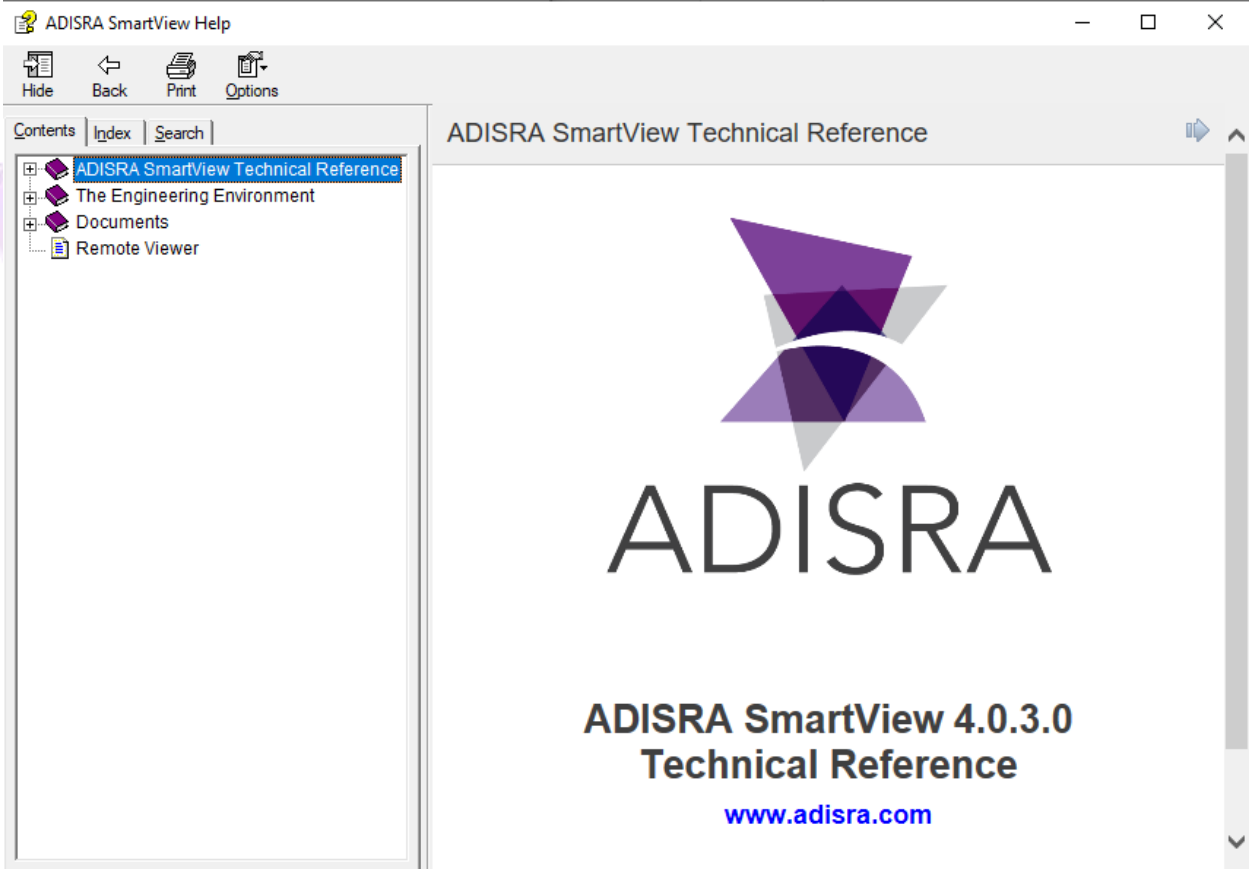 ADISRA SmartView Help
Hide Back Print Options
Contents Index Search
ADISRA SmartView Technical Reference
The Engineering Environment
Documents
Remote Viewer
ADISRA SmartView Technical Reference
ADISRA
ADISRA SmartView 4.0.3.0
Technical Reference
www.adisra.com